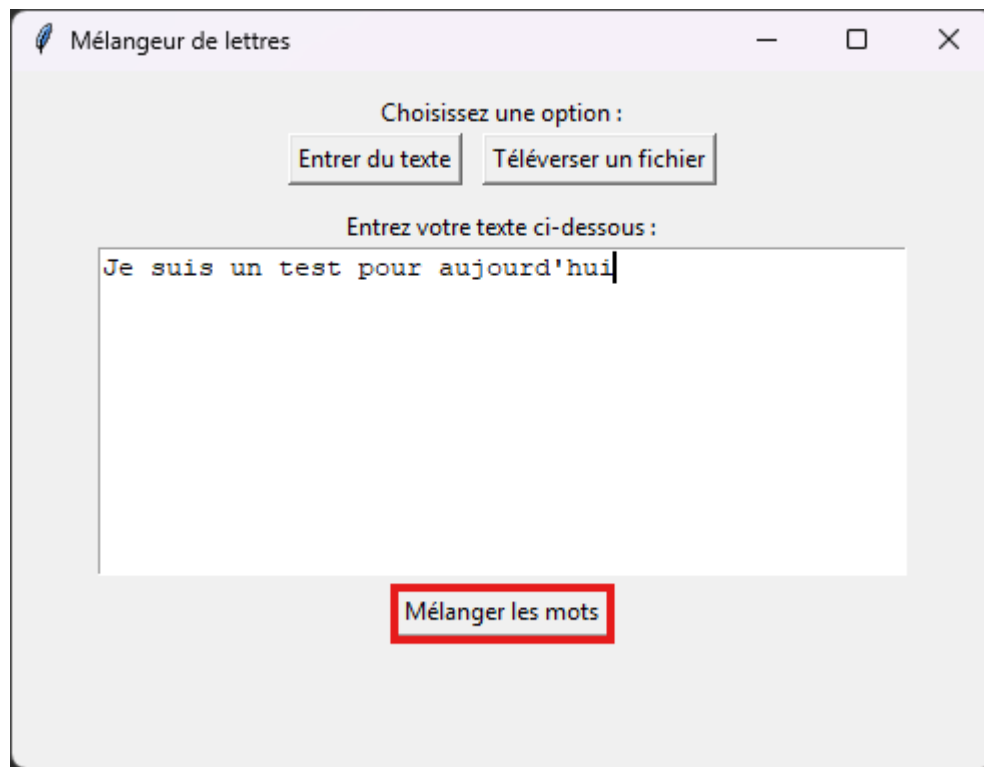 Mélangeur de lettres
Choisissez une option :
Entrer du texte Téléverser un fichier
Entrez votre texte ci-dessous :
Je suis un test pour aujourd'hui
Mélanger les mots